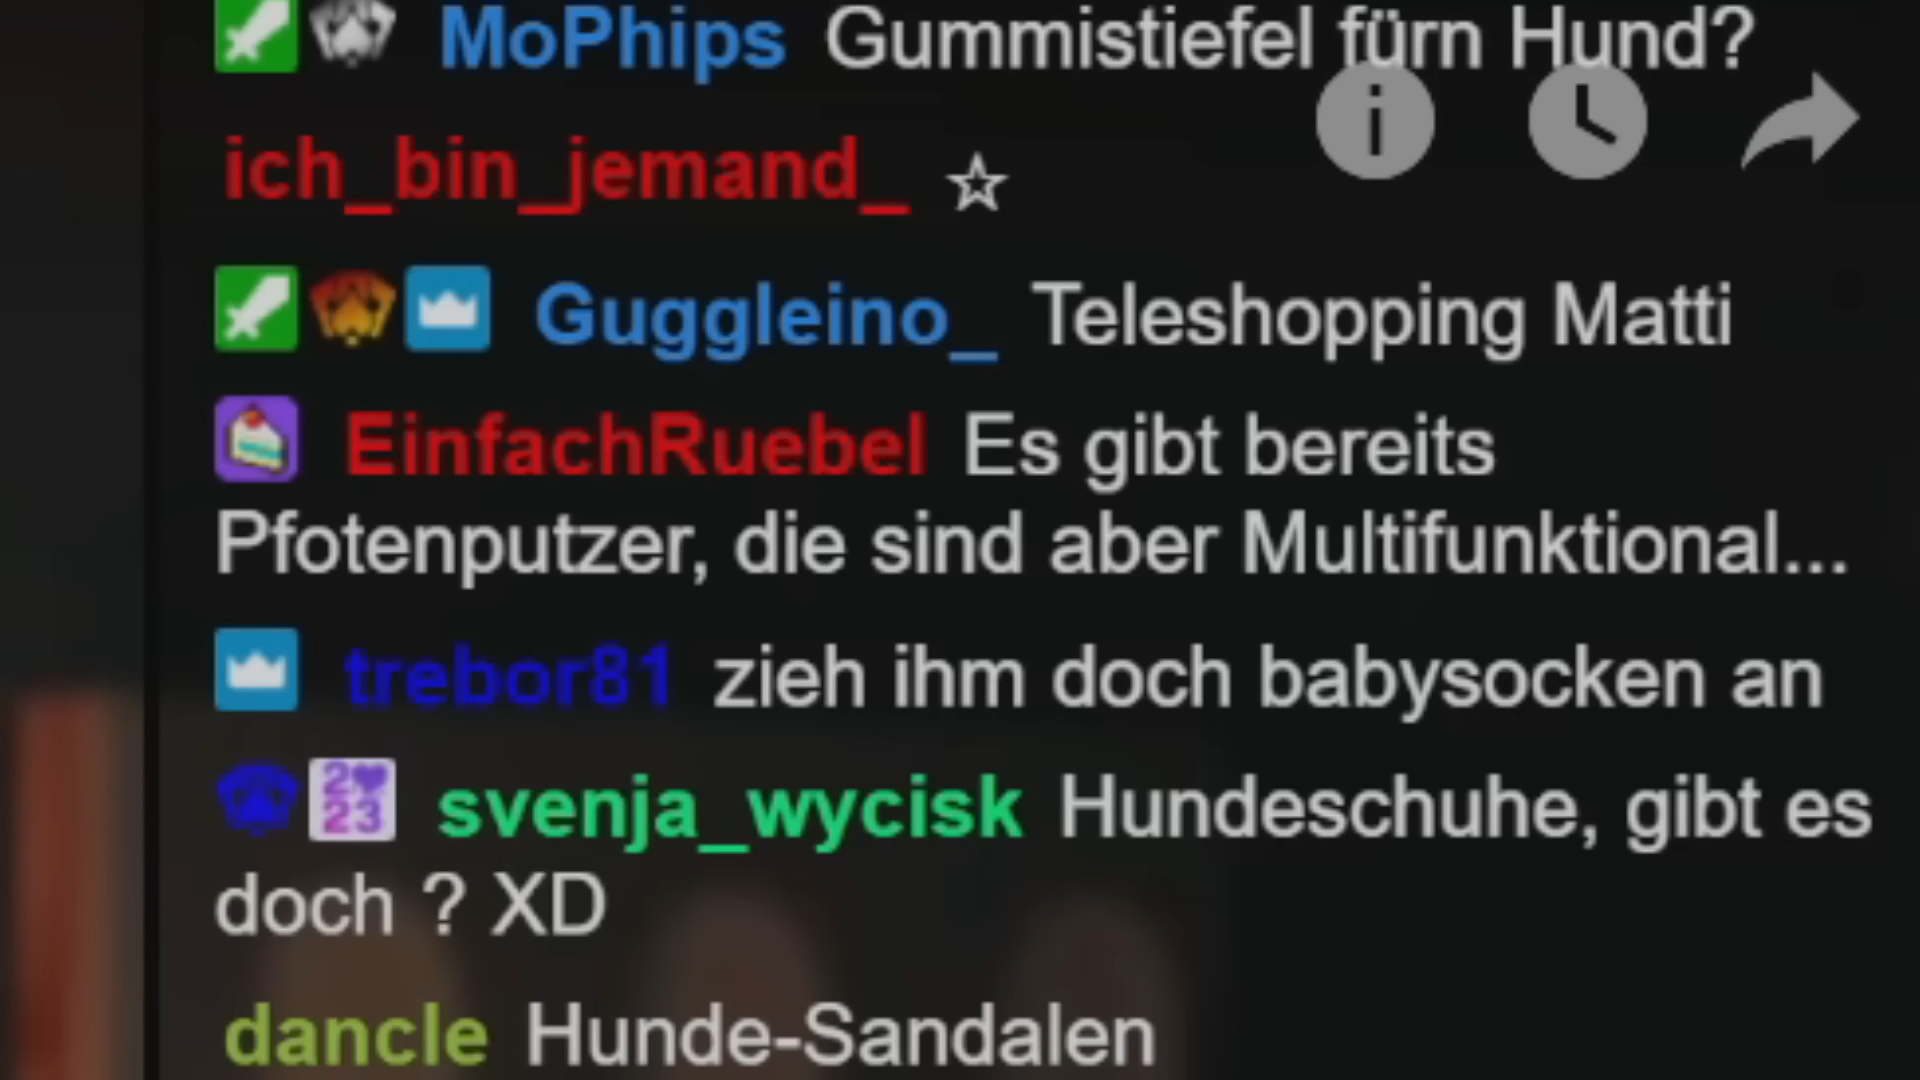 MoPhips Gummistiefel fürn Hund?
ich_bin_jemand_ ☆
Guggleino_ Teleshopping Matti
EinfachRuebel Es gibt bereits
Pfotenputzer, die sind aber Multifunktional...
trebor81 zieh ihm doch babysocken an
2023 svenja_wycisk Hundeschuhe, gibt es
doch ? XD
dancle Hunde-Sandalen